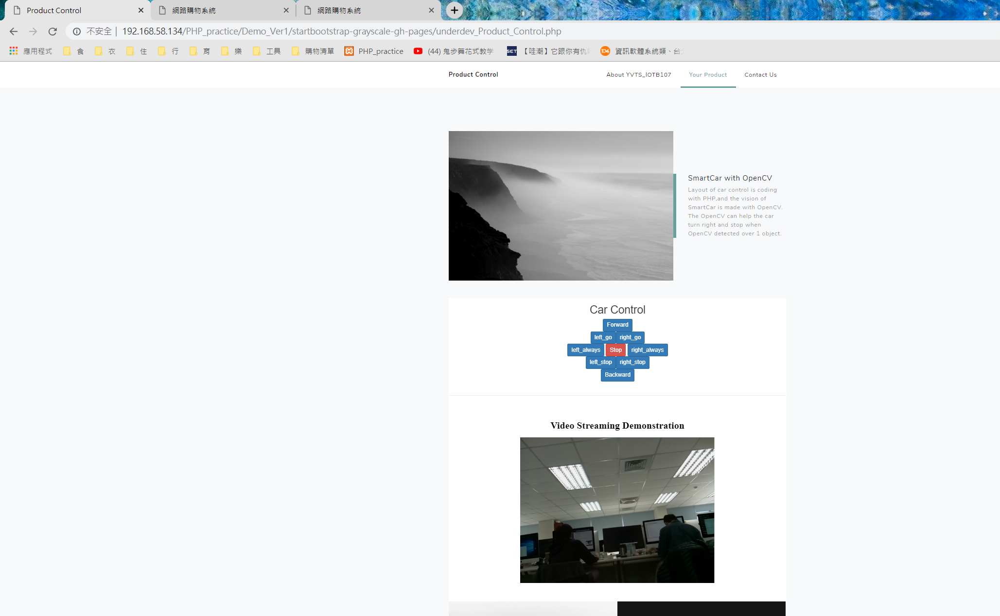 Product Control
網路購物系統
網路購物系統
不安全 | 192.168.58.134/PHP_practice/Demo_Ver1/startbootstrap-grayscale-gh-pages/underdev_Product_Control.php
應用程式 食 衣 住 行 育 樂 工具 購物清單 PHP_practice (44) 鬼步舞花式教学 SET 【哇潮】它跟你有仇 104 資訊軟體系統類、台
Product Control About YVTS_IOTB107 Your Product Contact Us
SmartCar with OpenCV
Layout of car control is coding
with PHP,and the vision of
SmartCar is made with OpenCV.
The OpenCV can help the car
turn right and stop when
OpenCV detected over 1 object.
Car Control
Forward
left_go right_go
left_always Stop right_always
left_stop right_stop
Backward
Video Streaming Demonstration